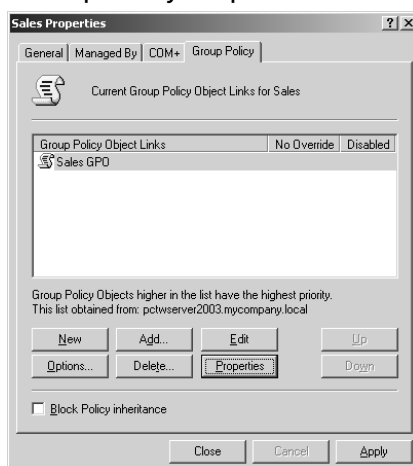 Sales Properties
General Managed By COM+ Group Policy
Current Group Policy Object Links for Sales
Group Policy Object Links No Override Disabled
Sales GPO
Group Policy Objects higher in the list have the highest priority.
This list obtained from: pctwserver2003.mycompany.local
New Add... Edit Up
Options... Delete... Properties Down
Block Policy inheritance
Close Cancel Apply